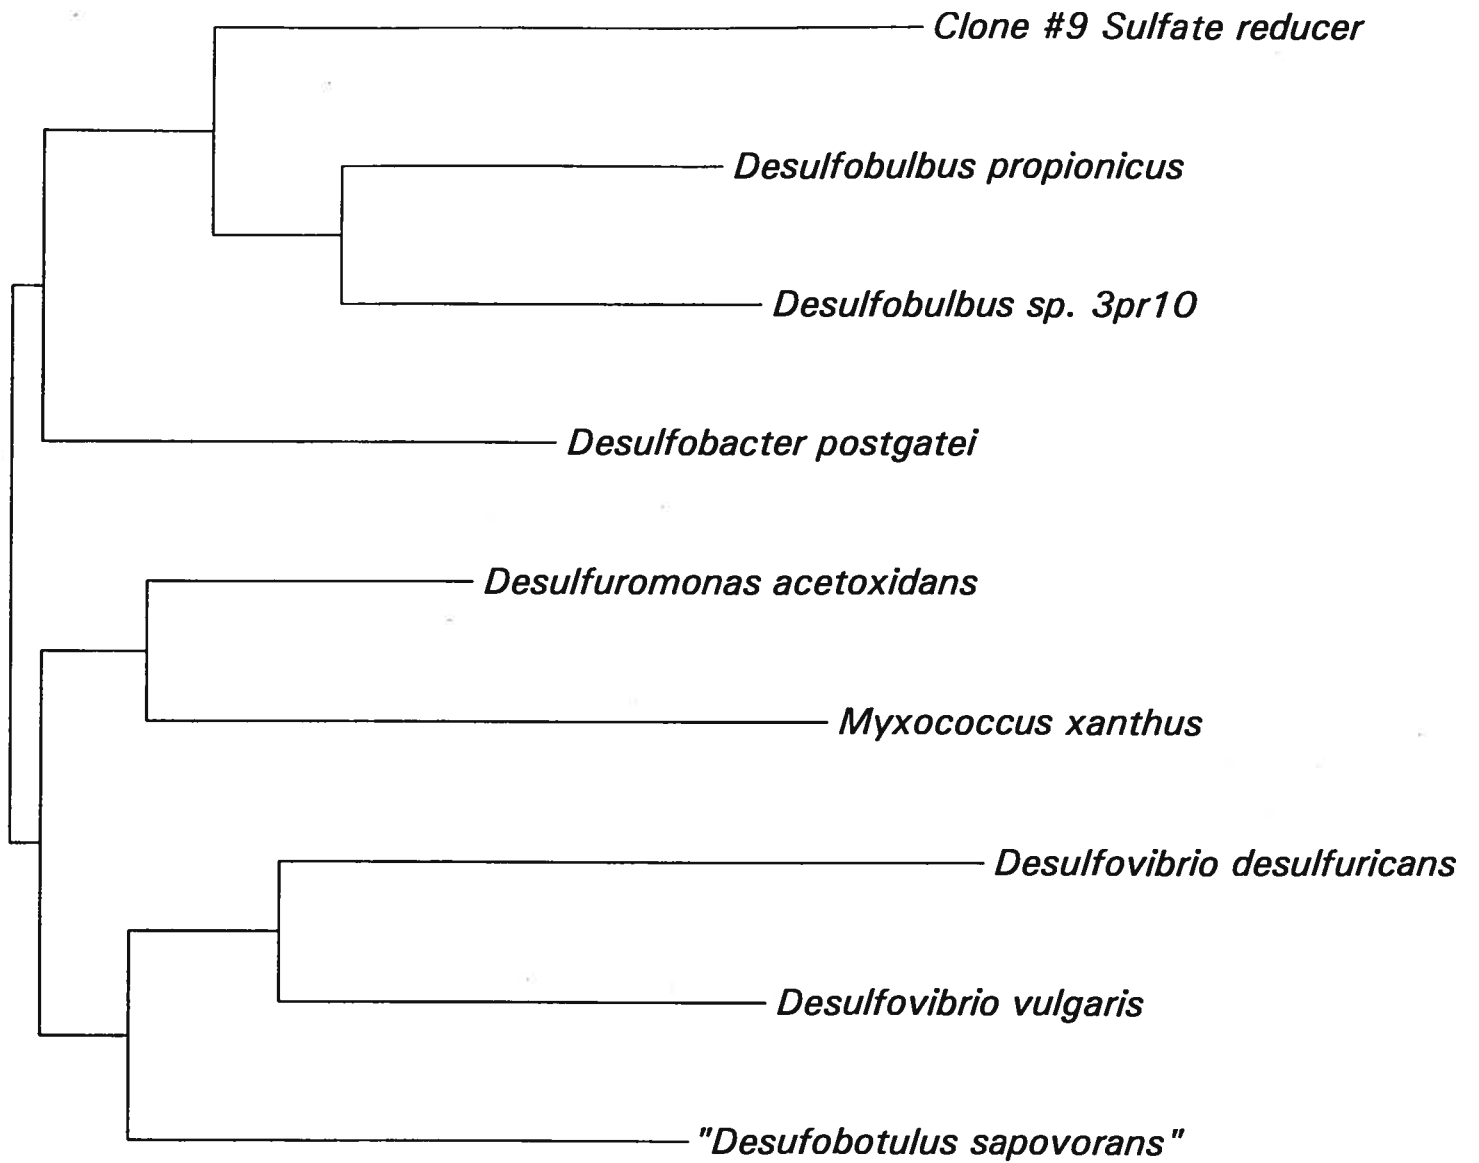 Clone #9 Sulfate reducer
Desulfobulbus propionicus
Desulfobulbus sp. 3pr10
Desulfobacter postgatei
Desulfuromonas acetoxidans
Myxococcus xanthus
Desulfovibrio desulfuricans
Desulfovibrio vulgaris
"Desufobotulus sapovorans"